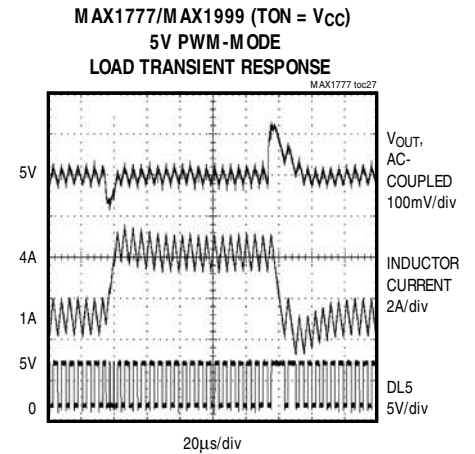 MAX1777/MAX1999 (TON = VCC)
5V PWM-MODE
LOAD TRANSIENT RESPONSE
MAX1777 toc27
5V
4A
1A
5V
0
VOUT,
AC-
COUPLED
100mV/div
INDUCTOR
CURRENT
2A/div
DL5
5V/div
20μs/div